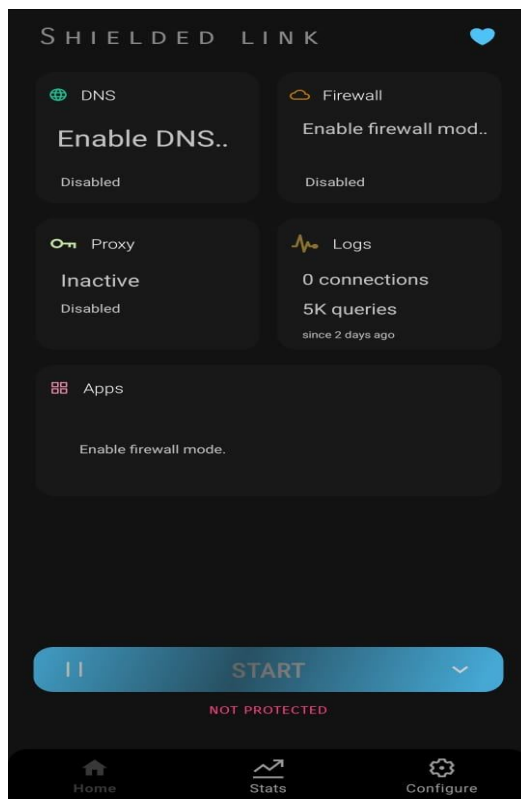 SHIELDED LINK
DNS
Enable DNS..
Disabled
Firewall
Enable firewall mod..
Disabled
Proxy
Inactive
Disabled
Logs
0 connections
5K queries
since 2 days ago
Apps
Enable firewall mode.
START
NOT PROTECTED
Home
Stats
Configure